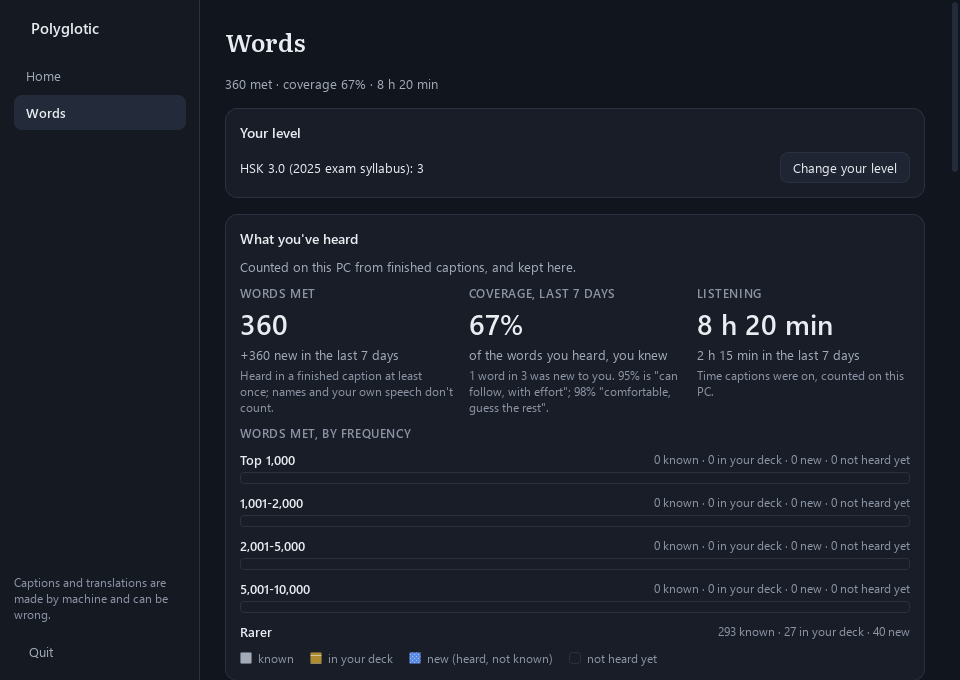 Polyglotic
Home
Words
Captions and translations are
made by machine and can be
wrong.
Quit
Words
360 met · coverage 67% · 8 h 20 min
Your level
HSK 3.0 (2025 exam syllabus): 3
Change your level
What you've heard
Counted on this PC from finished captions, and kept here.
WORDS MET
360
+360 new in the last 7 days
Heard in a finished caption at least
once; names and your own speech don't
count.
COVERAGE, LAST 7 DAYS
67%
of the words you heard, you knew
1 word in 3 was new to you. 95% is "can
follow, with effort"; 98% "comfortable,
guess the rest".
LISTENING
8 h 20 min
2 h 15 min in the last 7 days
Time captions were on, counted on this
PC.
WORDS MET, BY FREQUENCY
Top 1,000 0 known · 0 in your deck · 0 new · 0 not heard yet
1,001-2,000 0 known · 0 in your deck · 0 new · 0 not heard yet
2,001-5,000 0 known · 0 in your deck · 0 new · 0 not heard yet
5,001-10,000 0 known · 0 in your deck · 0 new · 0 not heard yet
Rarer 293 known · 27 in your deck · 40 new
known in your deck new (heard, not known) not heard yet